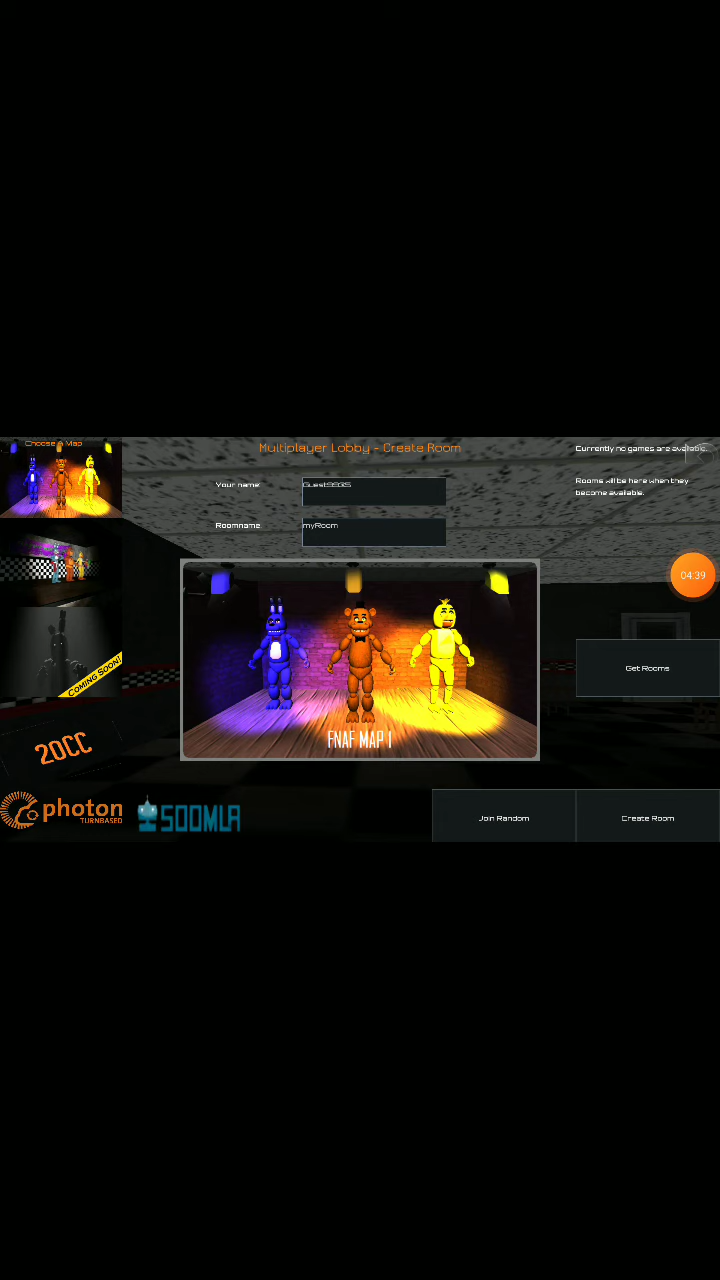 Choose A Map
Multiplayer Lobby - Create Room
Currently no games are available.
Your name:
Guest9985
Rooms will be here when they
become available.
Roomname:
myRoom
04:39
Get Rooms
COMING SOON!
FNAF MAP 1
20CC
photon
TURNBASED
SOOMLA
Join Random
Create Room